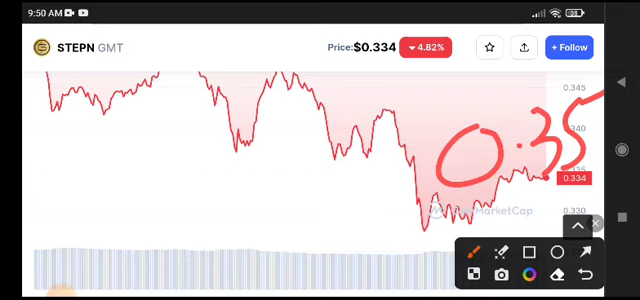 9:50 AM
STEPN GMT
Price:$0.334 4.82%
+ Follow
0.345
0.340
0.35
0.334
MarketCap
0.330